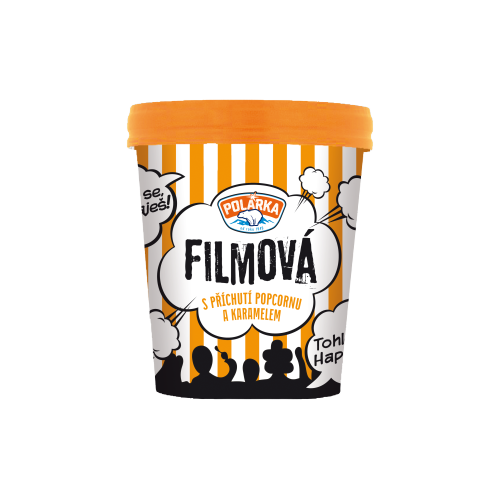 se,
ješ!
POLÁRKA
FILMOVÁ
S PŘÍCHUTÍ POPCORNU
A KARAMELEM
Tohl
Hap